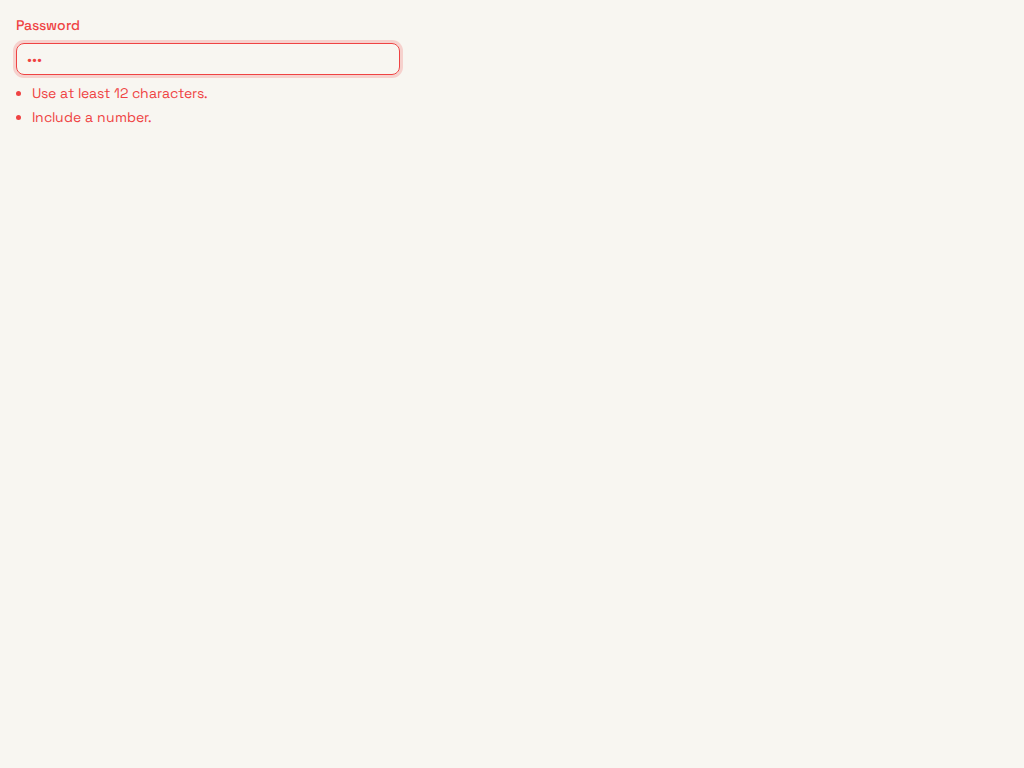 Password
•••
Use at least 12 characters.
Include a number.